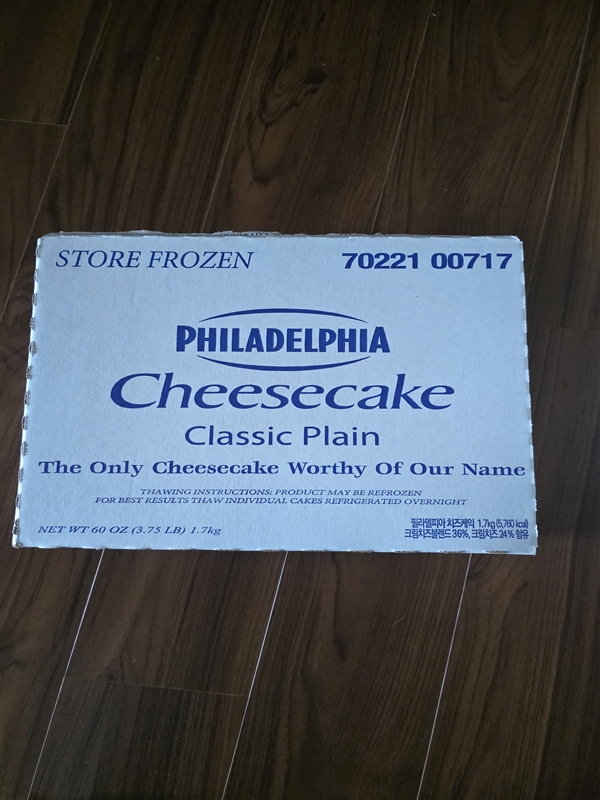 STORE FROZEN
70221 00717
PHILADELPHIA
Cheesecake
Classic Plain
The Only Cheesecake Worthy Of Our Name
THAWING INSTRUCTIONS: PRODUCT MAY BE REFROZEN
FOR BEST RESULTS THAW INDIVIDUAL CAKES REFRIGERATED OVERNIGHT
NET WT 60 OZ (3.75 LB) 1.7kg
필라델피아 치즈케익 1.7kg (5,760 kcal)
크림치즈블렌드 36%, 크림치즈 24% 함유